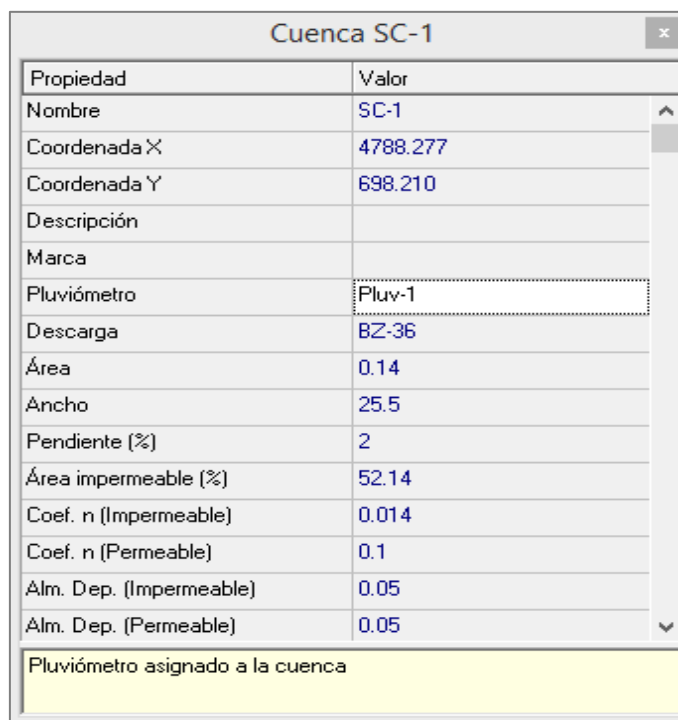 Cuenca SC-1
x
Propiedad Valor
Nombre SC-1
Coordenada X 4788.277
Coordenada Y 698.210
Descripción
Marca
Pluviómetro Pluv-1
Descarga BZ-36
Área 0.14
Ancho 25.5
Pendiente (%) 2
Área impermeable (%) 52.14
Coef. n (Impermeable) 0.014
Coef. n (Permeable) 0.1
Alm. Dep. (Impermeable) 0.05
Alm. Dep. (Permeable) 0.05
Pluviómetro asignado a la cuenca